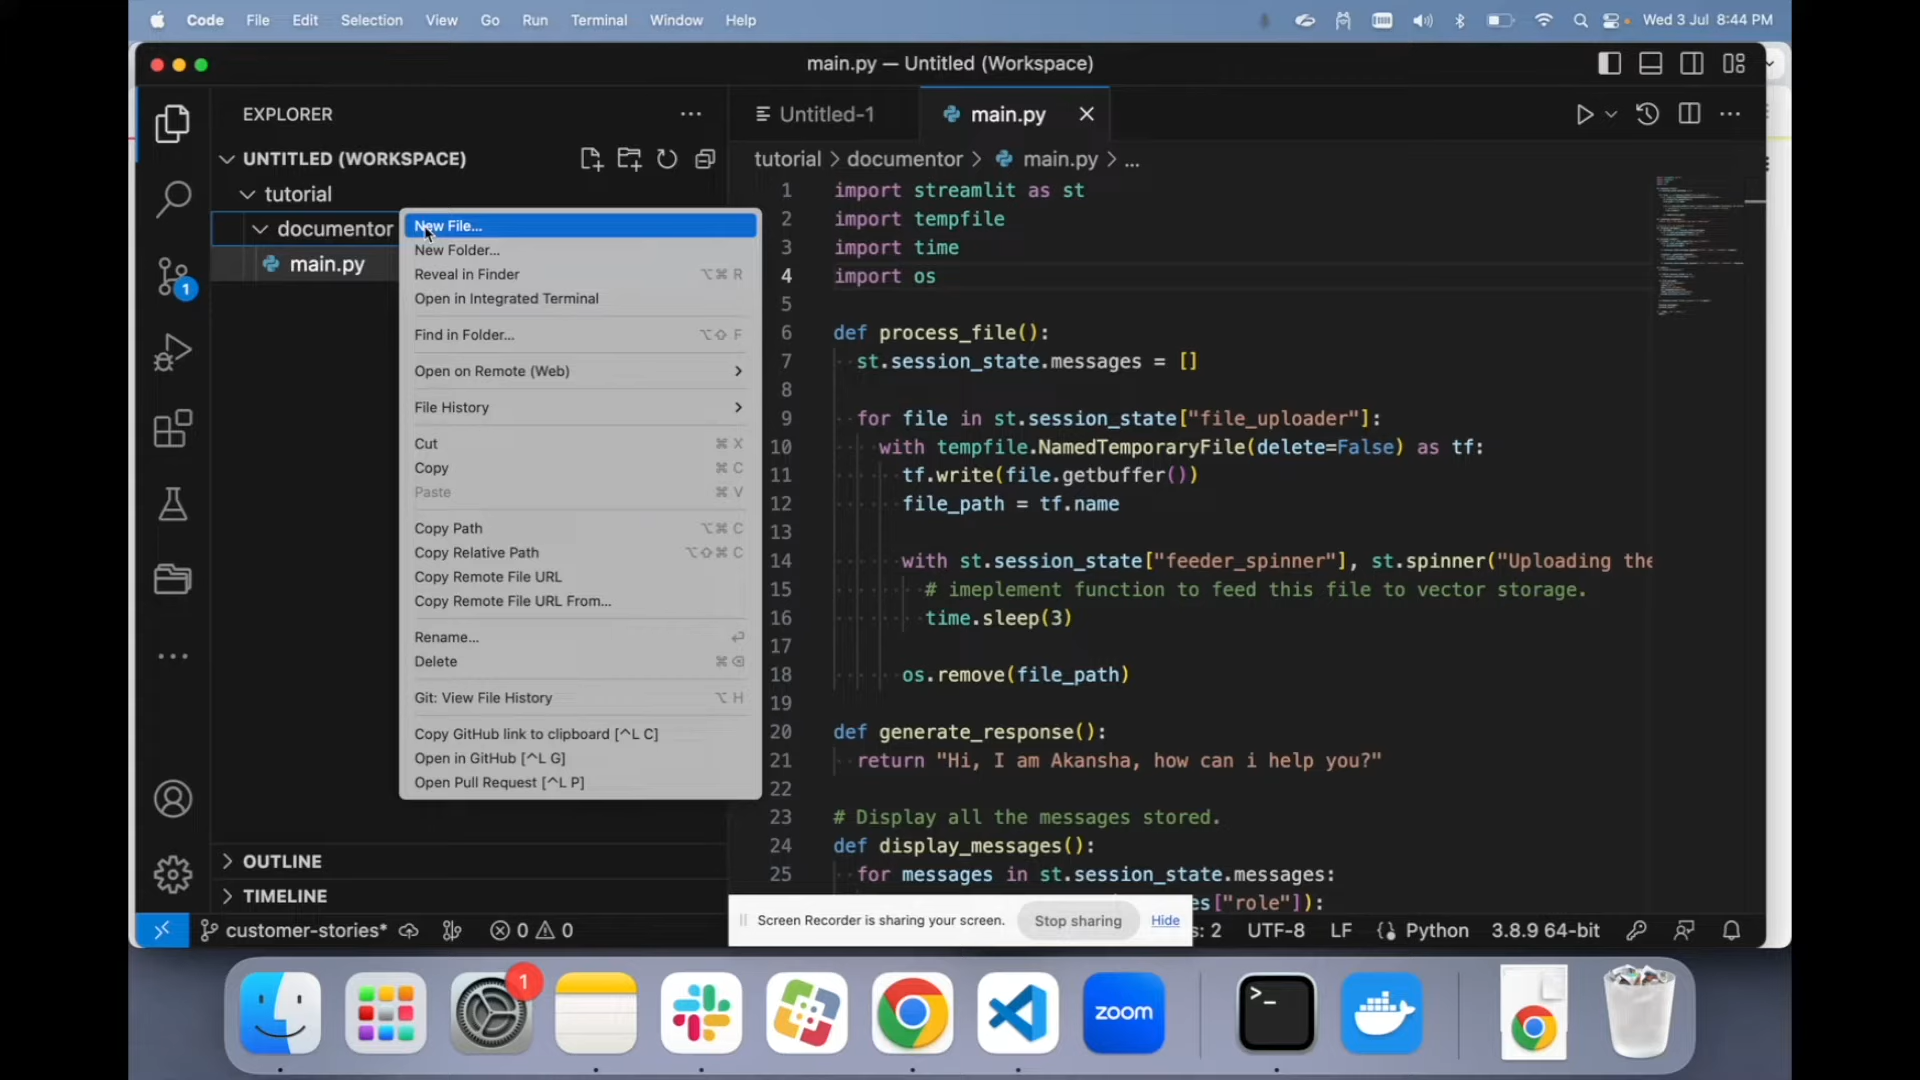 Code File Edit Selection View Go Run Terminal Window Help Wed 3 Jul 8:44 PM
main.py — Untitled (Workspace)
EXPLORER
UNTITLED (WORKSPACE)
tutorial
documentor
main.py
1
New File...
New Folder...
Reveal in Finder ⌥⌘ R
Open in Integrated Terminal
Find in Folder... ⌥⇧ F
Open on Remote (Web)
File History
Cut ⌘ X
Copy ⌘ C
Paste ⌘ V
Copy Path ⌥⌘ C
Copy Relative Path ⌥⇧⌘ C
Copy Remote File URL
Copy Remote File URL From...
Rename...
Delete
Git: View File History ⌥ H
Copy GitHub link to clipboard [^L C]
Open in GitHub [^L G]
Open Pull Request [^L P]
OUTLINE
TIMELINE
Untitled-1 main.py
tutorial > documentor > main.py > ...
1 import streamlit as st
2 import tempfile
3 import time
4 import os
5
6 def process_file():
7 st.session_state.messages = []
8
9 for file in st.session_state["file_uploader"]:
10 with tempfile.NamedTemporaryFile(delete=False) as tf:
11 tf.write(file.getbuffer())
12 file_path = tf.name
13
14 with st.session_state["feeder_spinner"], st.spinner("Uploading the
15 # imeplement function to feed this file to vector storage.
16 time.sleep(3)
17
18 os.remove(file_path)
19
20 def generate_response():
21 return "Hi, I am Akansha, how can i help you?"
22
23 # Display all the messages stored.
24 def display_messages():
25 for messages in st.session_state.messages:
es["role"]):
Screen Recorder is sharing your screen. Stop sharing Hide
customer-stories* 0 0 s: 2 UTF-8 LF Python 3.8.9 64-bit
1
zoom
>_